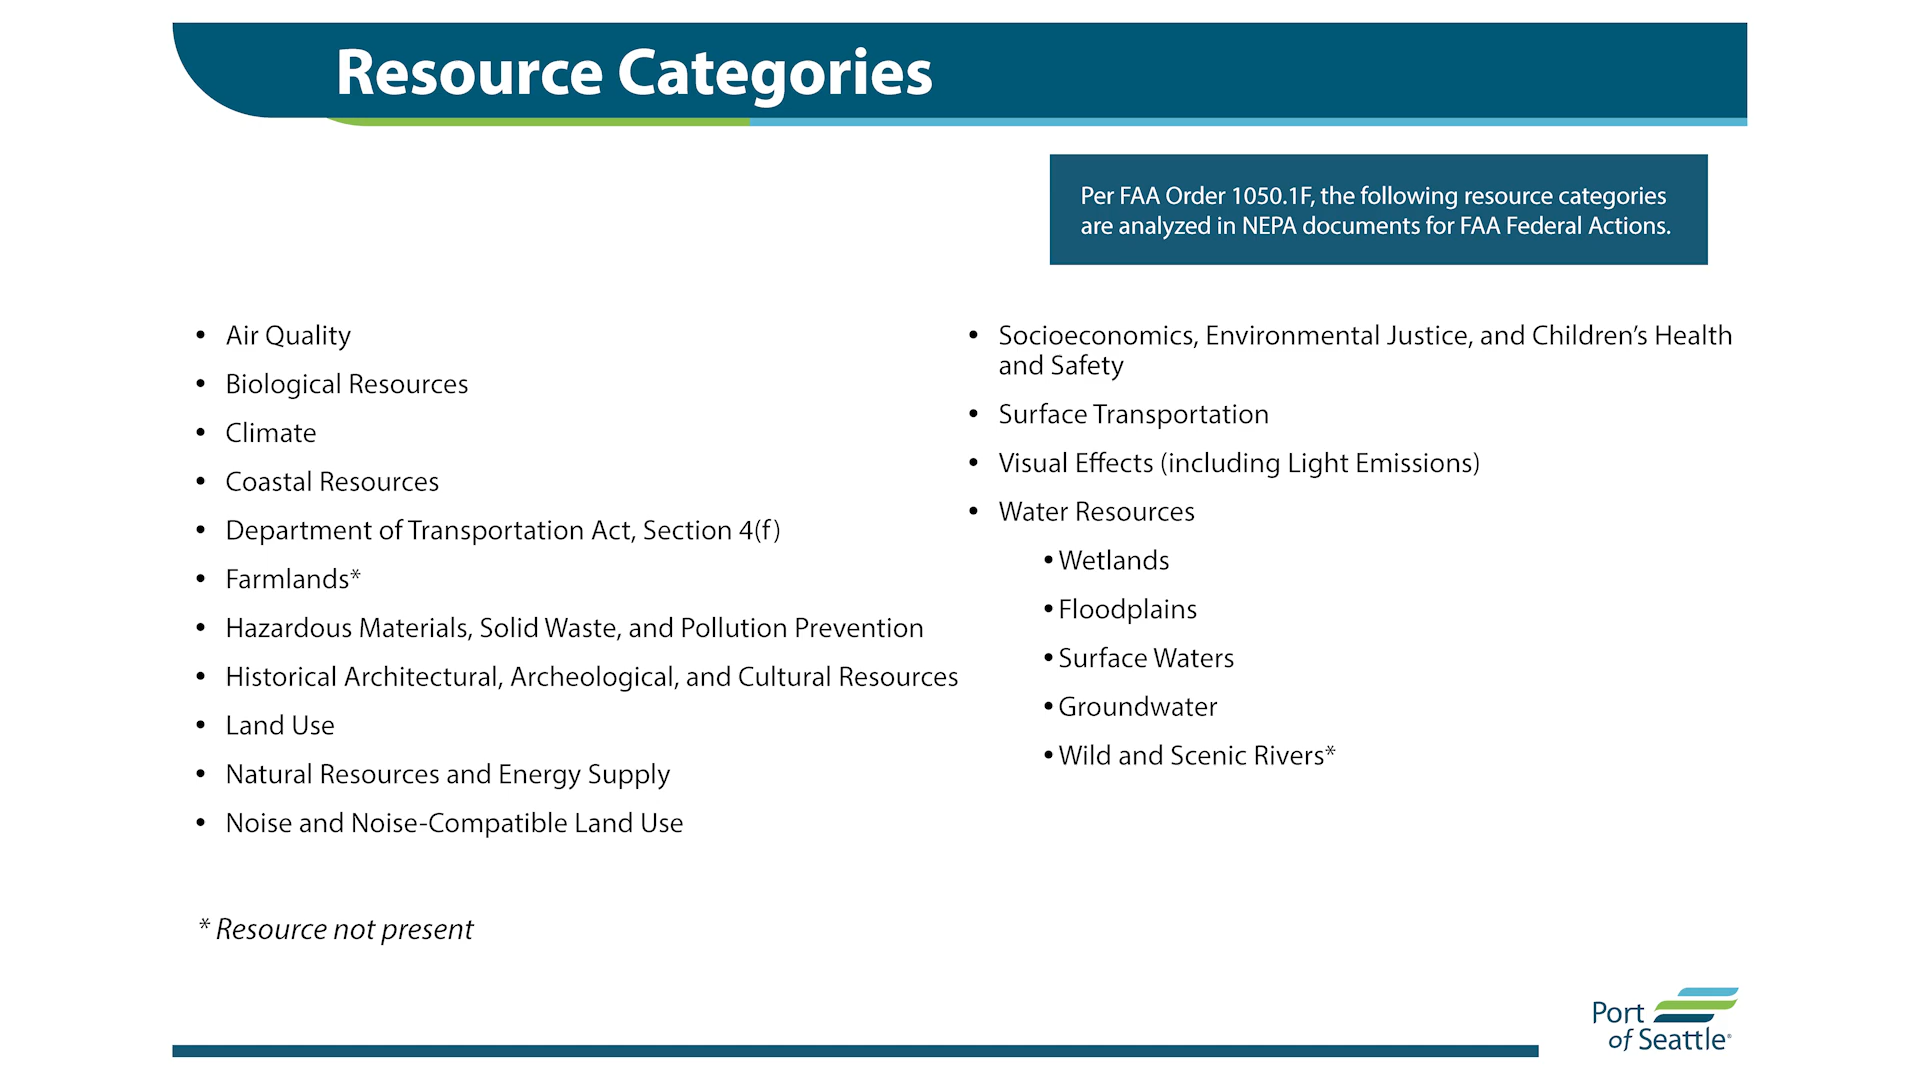 Resource Categories
Per FAA Order 1050.1F, the following resource categories
are analyzed in NEPA documents for FAA Federal Actions.
• Air Quality
• Biological Resources
• Climate
• Coastal Resources
• Department of Transportation Act, Section 4(f)
• Farmlands*
• Hazardous Materials, Solid Waste, and Pollution Prevention
• Historical Architectural, Archeological, and Cultural Resources
• Land Use
• Natural Resources and Energy Supply
• Noise and Noise-Compatible Land Use
• Socioeconomics, Environmental Justice, and Children’s Health
and Safety
• Surface Transportation
• Visual Effects (including Light Emissions)
• Water Resources
• Wetlands
• Floodplains
• Surface Waters
• Groundwater
• Wild and Scenic Rivers*
* Resource not present
Port
of Seattle®